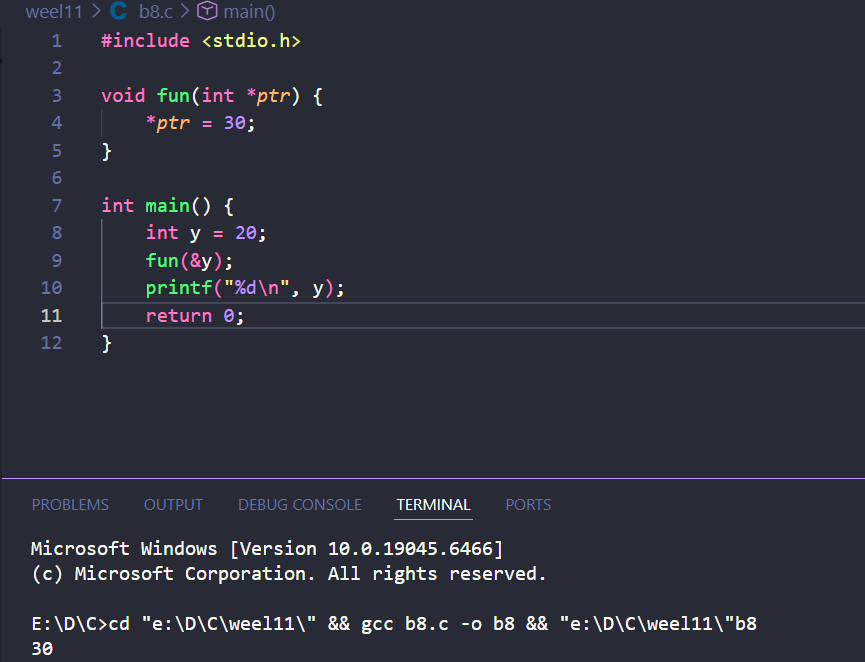 weel11 > C b8.c > main()
1 #include <stdio.h>
2
3 void fun(int *ptr) {
4     *ptr = 30;
5 }
6
7 int main() {
8     int y = 20;
9     fun(&y);
10     printf("%d\n", y);
11     return 0;
12 }
PROBLEMS OUTPUT DEBUG CONSOLE TERMINAL PORTS
Microsoft Windows [Version 10.0.19045.6466]
(c) Microsoft Corporation. All rights reserved.
E:\D\C>cd "e:\D\C\weel11\" && gcc b8.c -o b8 && "e:\D\C\weel11\"b8
30